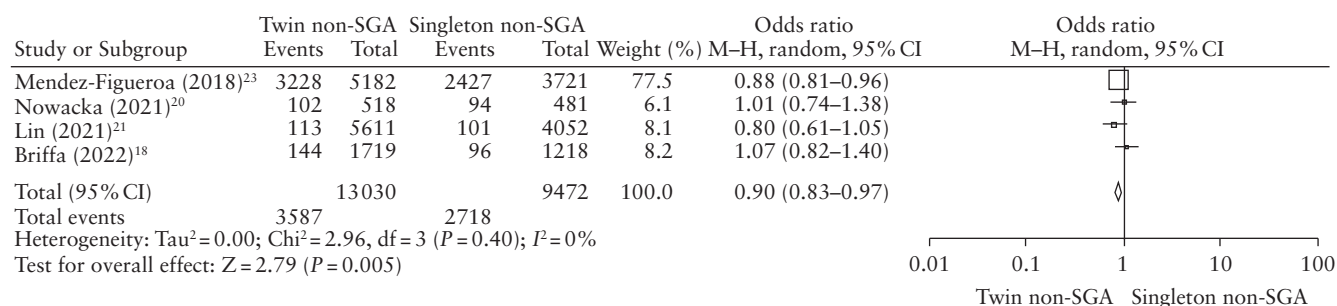 Twin non-SGA Singleton non-SGA Odds ratio Odds ratio
Study or Subgroup Events Total Events Total Weight (%) M–H, random, 95% CI M–H, random, 95% CI
Mendez-Figueroa (2018)²³ 3228 5182 2427 3721 77.5 0.88 (0.81–0.96)
Nowacka (2021)²⁰ 102 518 94 481 6.1 1.01 (0.74–1.38)
Lin (2021)²¹ 113 5611 101 4052 8.1 0.80 (0.61–1.05)
Briffa (2022)¹⁸ 144 1719 96 1218 8.2 1.07 (0.82–1.40)
Total (95% CI) 13030 9472 100.0 0.90 (0.83–0.97)
Total events 3587 2718
Heterogeneity: Tau² = 0.00; Chi² = 2.96, df = 3 (P = 0.40); I² = 0%
Test for overall effect: Z = 2.79 (P = 0.005)
0.01 0.1 1 10 100
Twin non-SGA Singleton non-SGA